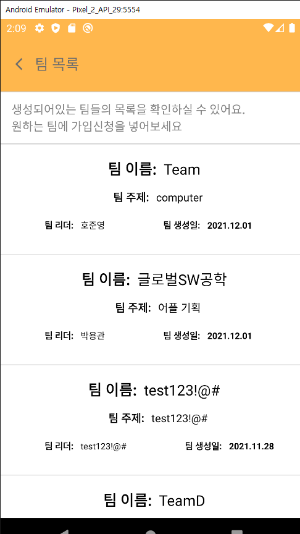 Android Emulator - Pixel_2_API_29:5554
2:09
팀 목록
생성되어있는 팀들의 목록을 확인하실 수 있어요.
원하는 팀에 가입신청을 넣어보세요
팀 이름: Team
팀 주제: computer
팀 리더: 호준영 팀 생성일: 2021.12.01
팀 이름: 글로벌SW공학
팀 주제: 어플 기획
팀 리더: 박용관 팀 생성일: 2021.12.01
팀 이름: test123!@#
팀 주제: test123!@#
팀 리더: test123!@# 팀 생성일: 2021.11.28
팀 이름: TeamD